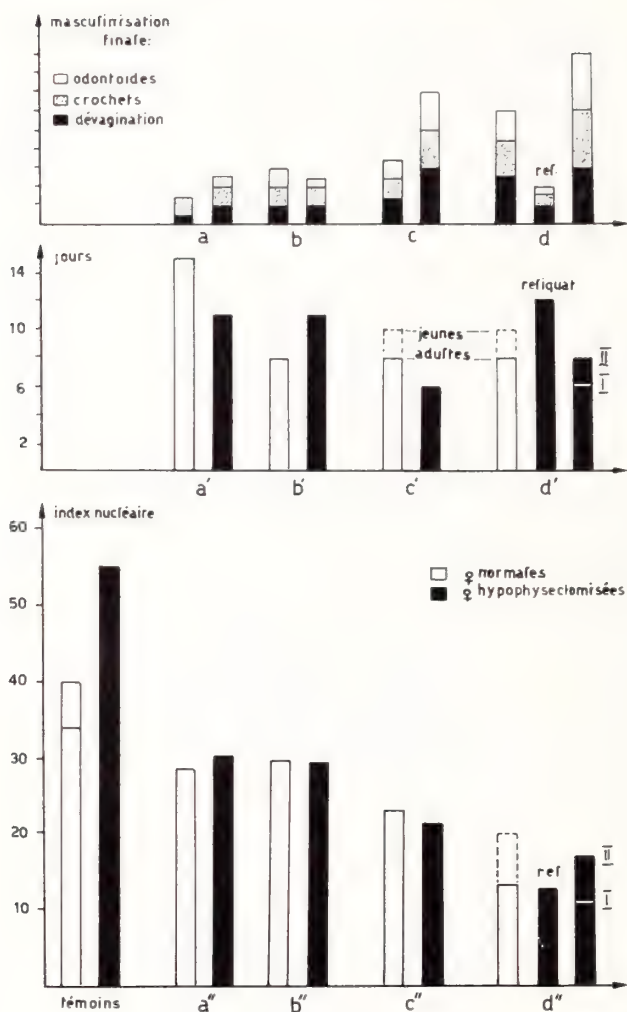 masculinisation
finale:
odontoides
crochets
dévagination
ref
a b c d
jours
14
10
6
2
refiquat
jeunes
adultes
II
I
a' b' c' d'
index nucléaire
60
50
40
30
20
10
♀ normales
♀ hypophysectomisées
ref
II
I
témoins a" b" c" d"